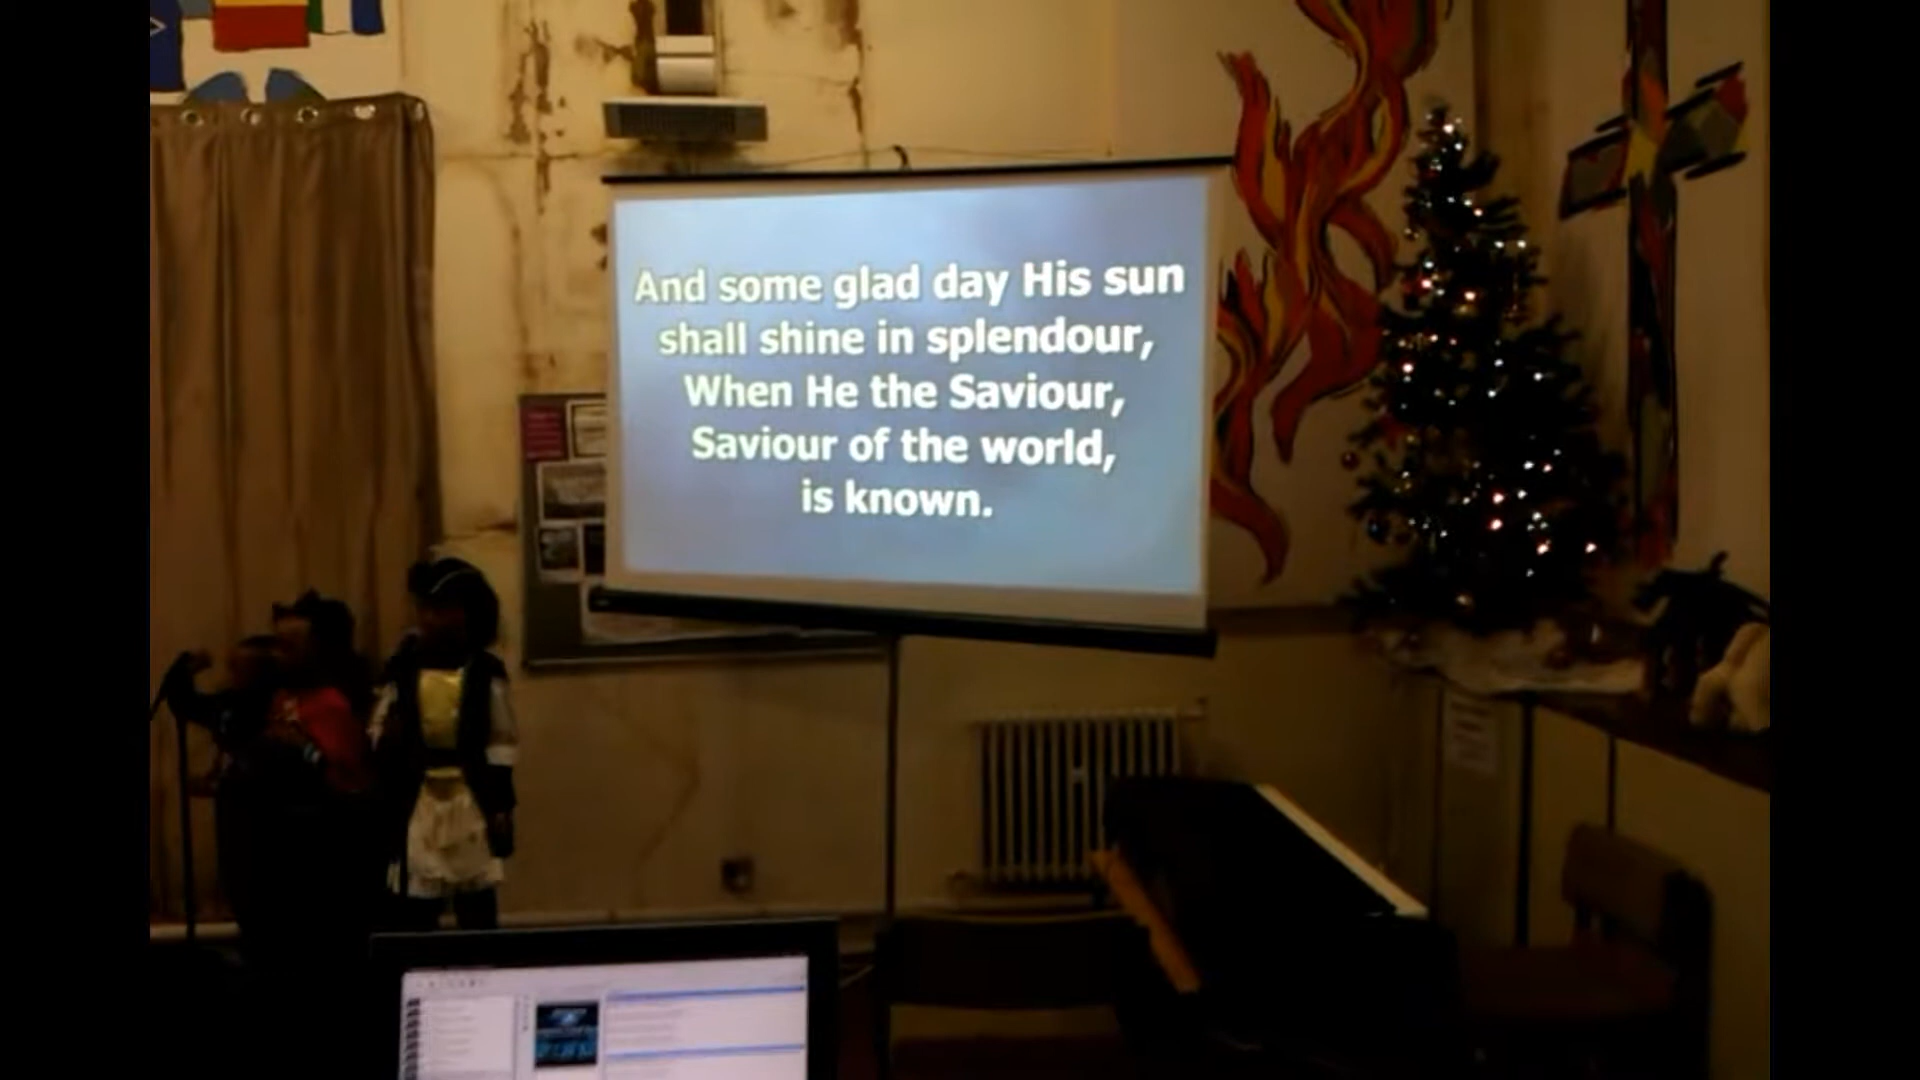 And some glad day His sun
shall shine in splendour,
When He the Saviour,
Saviour of the world,
is known.